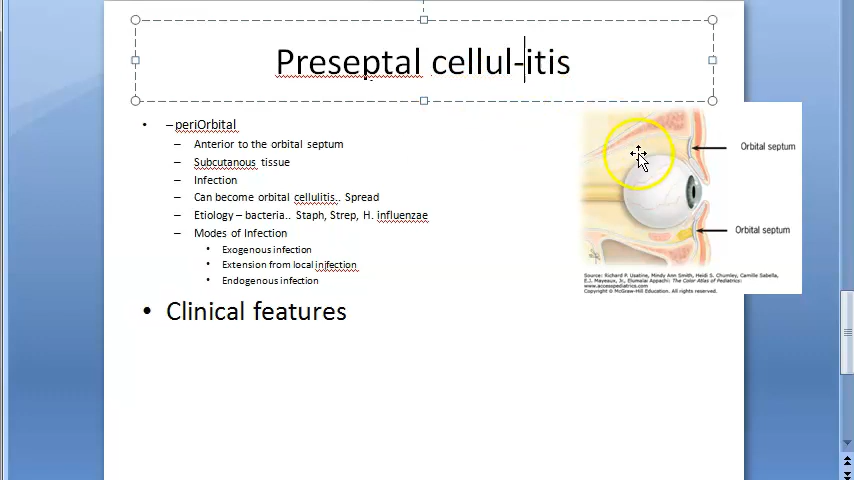 Preseptal cellul-itis
• –periOrbital
– Anterior to the orbital septum
– Subcutanous tissue
– Infection
– Can become orbital cellulitis.. Spread
– Etiology – bacteria.. Staph, Strep, H. influenzae
– Modes of Infection
• Exogenous infection
• Extension from local injfection
• Endogenous infection
• Clinical features
Orbital septum
Orbital septum
Source: Richard P. Usatine, Mindy Ann Smith, Heidi S. Chumley, Camille Sabella,
E.J. Mayeaux, Jr., Elumalai Appachi: The Color Atlas of Pediatrics:
www.accesspediatrics.com
Copyright © McGraw-Hill Education. All rights reserved.